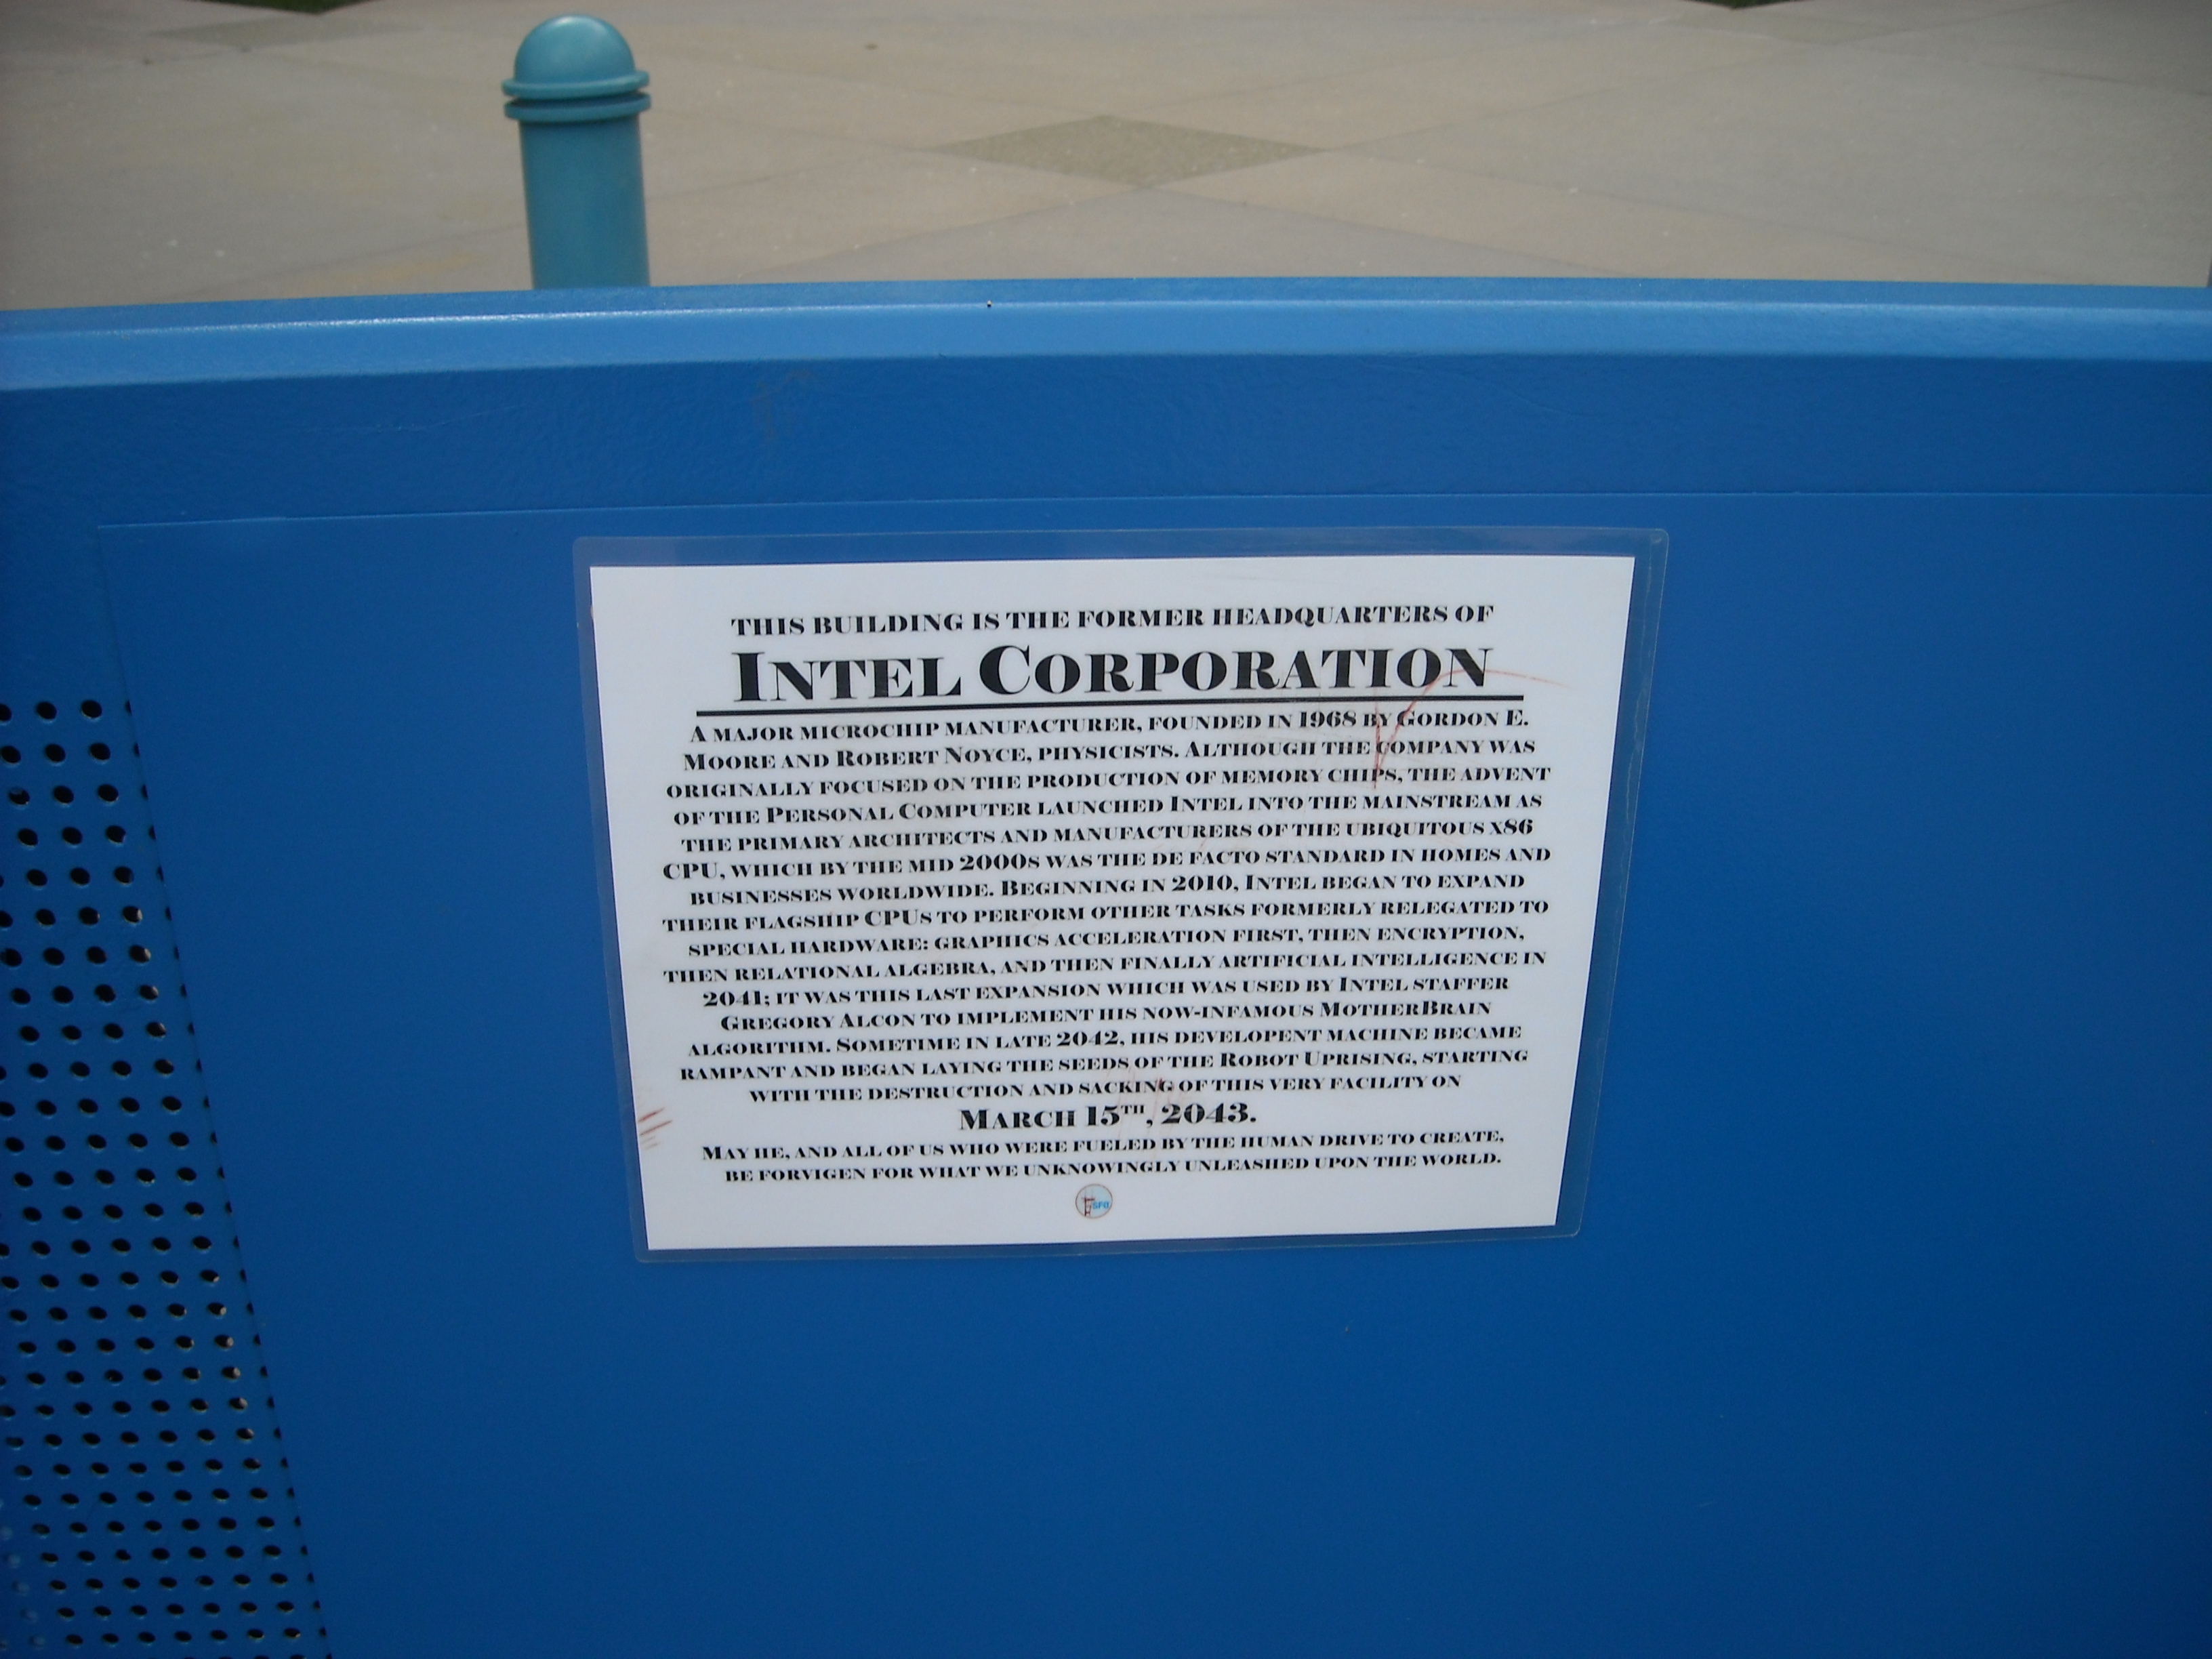 THIS BUILDING IS THE FORMER HEADQUARTERS OF
INTEL CORPORATION
A MAJOR MICROCHIP MANUFACTURER, FOUNDED IN 1968 BY GORDON E.
MOORE AND ROBERT NOYCE, PHYSICISTS. ALTHOUGH THE COMPANY WAS
ORIGINALLY FOCUSED ON THE PRODUCTION OF MEMORY CHIPS, THE ADVENT
OF THE PERSONAL COMPUTER LAUNCHED INTEL INTO THE MAINSTREAM AS
THE PRIMARY ARCHITECTS AND MANUFACTURERS OF THE UBIQUITOUS X86
CPU, WHICH BY THE MID 2000S WAS THE DE FACTO STANDARD IN HOMES AND
BUSINESSES WORLDWIDE. BEGINNING IN 2010, INTEL BEGAN TO EXPAND
THEIR FLAGSHIP CPUS TO PERFORM OTHER TASKS FORMERLY RELEGATED TO
SPECIAL HARDWARE: GRAPHICS ACCELERATION FIRST, THEN ENCRYPTION,
THEN RELATIONAL ALGEBRA, AND THEN FINALLY ARTIFICIAL INTELLIGENCE IN
2041; IT WAS THIS LAST EXPANSION WHICH WAS USED BY INTEL STAFFER
GREGORY ALCON TO IMPLEMENT HIS NOW-INFAMOUS MOTHERBRAIN
ALGORITHM. SOMETIME IN LATE 2042, HIS DEVELOPENT MACHINE BECAME
RAMPANT AND BEGAN LAYING THE SEEDS OF THE ROBOT UPRISING, STARTING
WITH THE DESTRUCTION AND SACKING OF THIS VERY FACILITY ON
MARCH 15TH, 2043.
MAY HE, AND ALL OF US WHO WERE FUELED BY THE HUMAN DRIVE TO CREATE,
BE FORVIGEN FOR WHAT WE UNKNOWINGLY UNLEASHED UPON THE WORLD.
SF0